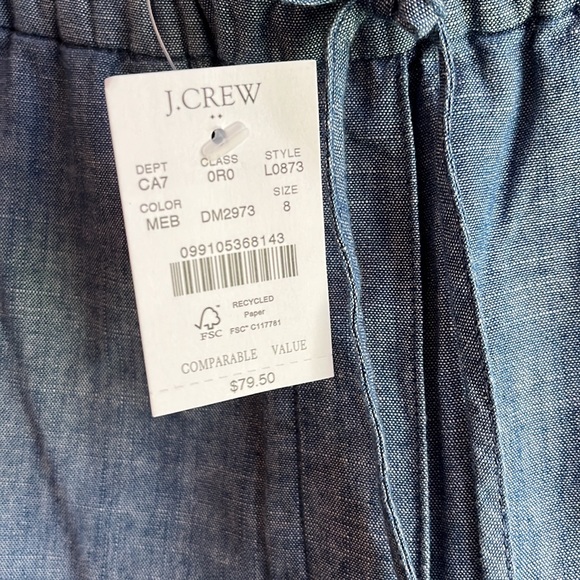 J.CREW
DEPT CLASS STYLE
CA7 0R0 L0873
COLOR SIZE
MEB DM2973 8
099105368143
RECYCLED
Paper
FSC FSC™ C117781
COMPARABLE VALUE
$79.50